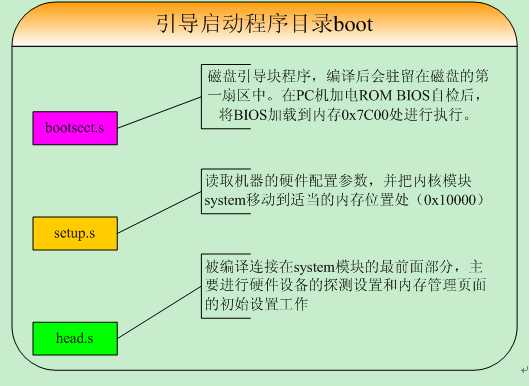 引导启动程序目录boot
磁盘引导块程序，编译后会驻留在磁盘的第
一扇区中。在PC机加电ROM BIOS自检后，
将BIOS加载到内存0x7C00处进行执行。
bootsect.s
读取机器的硬件配置参数，并把内核模块
system移动到适当的内存位置处（0x10000）
setup.s
被编译连接在system模块的最前面部分，主
要进行硬件设备的探测设置和内存管理页面
的初始设置工作
head.s